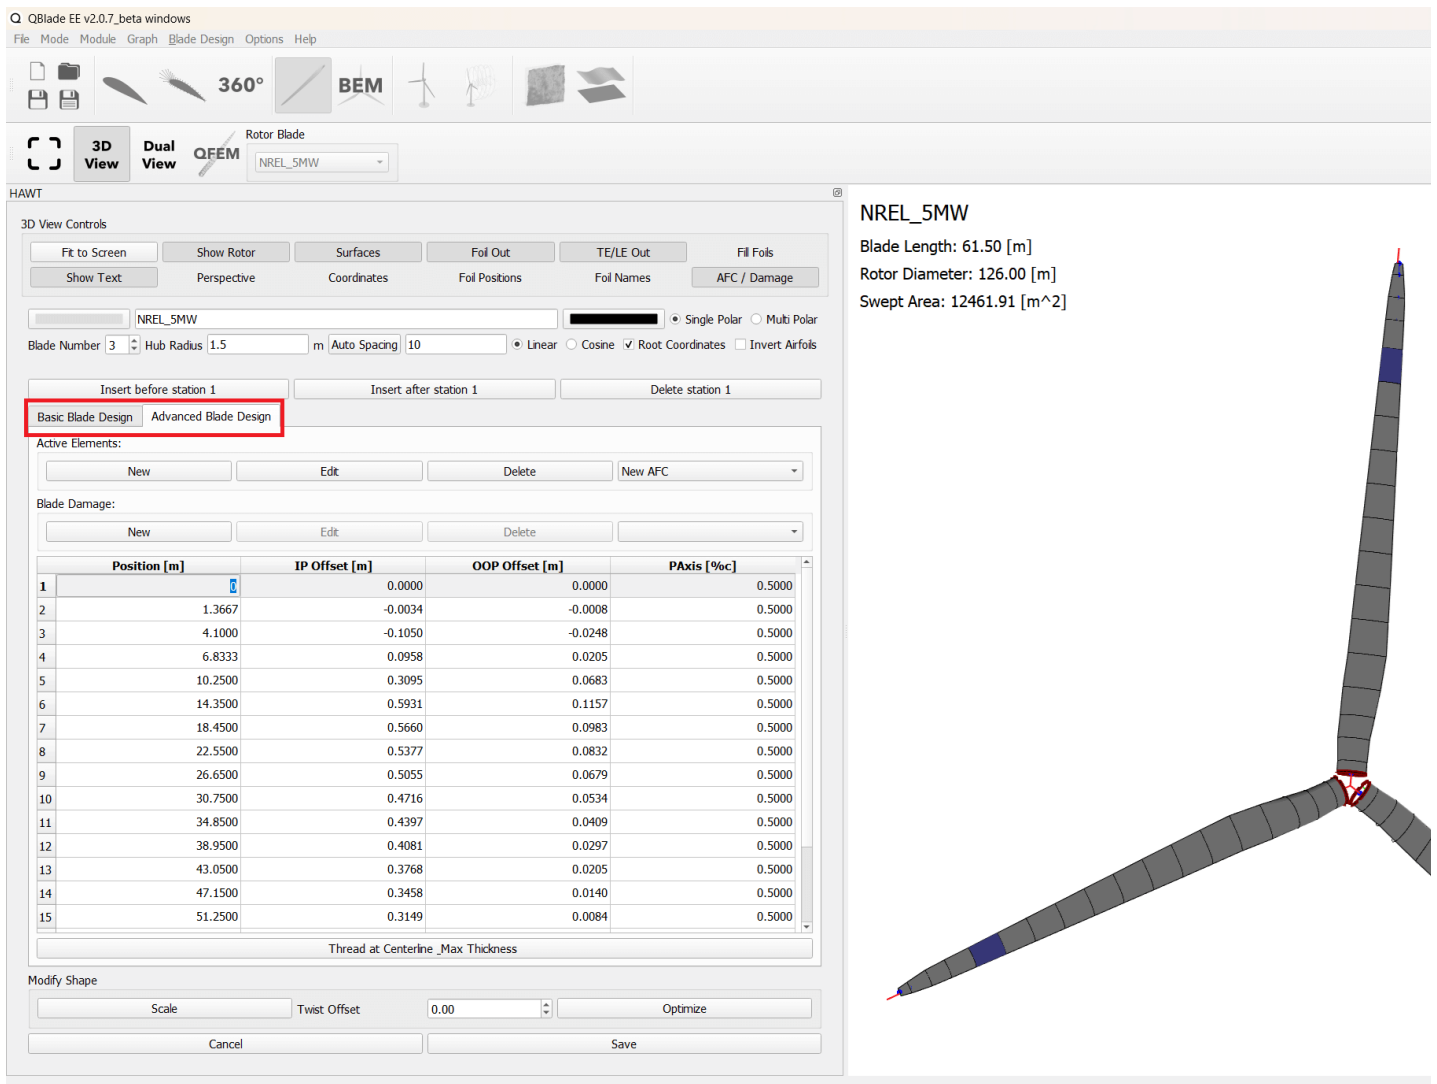 QBlade EE v2.0.7_beta windows
File Mode Module Graph Blade Design Options Help
360° BEM
3D View Dual View QFEM
Rotor Blade
NREL_5MW
HAWT
3D View Controls
Fit to Screen Show Rotor Surfaces Foil Out TE/LE Out Fill Foils
Show Text Perspective Coordinates Foil Positions Foil Names AFC / Damage
NREL_5MW Single Polar Multi Polar
Blade Number 3 Hub Radius 1.5 m Auto Spacing 10 Linear Cosine Root Coordinates Invert Airfoils
Insert before station 1 Insert after station 1 Delete station 1
Basic Blade Design Advanced Blade Design
Active Elements:
New Edit Delete New AFC
Blade Damage:
New Edit Delete
Position [m] IP Offset [m] OOP Offset [m] PAxis [%c]
1 0 0.0000 0.0000 0.5000
2 1.3667 -0.0034 -0.0008 0.5000
3 4.1000 -0.1050 -0.0248 0.5000
4 6.8333 0.0958 0.0205 0.5000
5 10.2500 0.3095 0.0683 0.5000
6 14.3500 0.5931 0.1157 0.5000
7 18.4500 0.5660 0.0983 0.5000
8 22.5500 0.5377 0.0832 0.5000
9 26.6500 0.5055 0.0679 0.5000
10 30.7500 0.4716 0.0534 0.5000
11 34.8500 0.4397 0.0409 0.5000
12 38.9500 0.4081 0.0297 0.5000
13 43.0500 0.3768 0.0205 0.5000
14 47.1500 0.3458 0.0140 0.5000
15 51.2500 0.3149 0.0084 0.5000
Thread at Centerline _Max Thickness
Modify Shape
Scale Twist Offset 0.00 Optimize
Cancel Save
NREL_5MW
Blade Length: 61.50 [m]
Rotor Diameter: 126.00 [m]
Swept Area: 12461.91 [m^2]